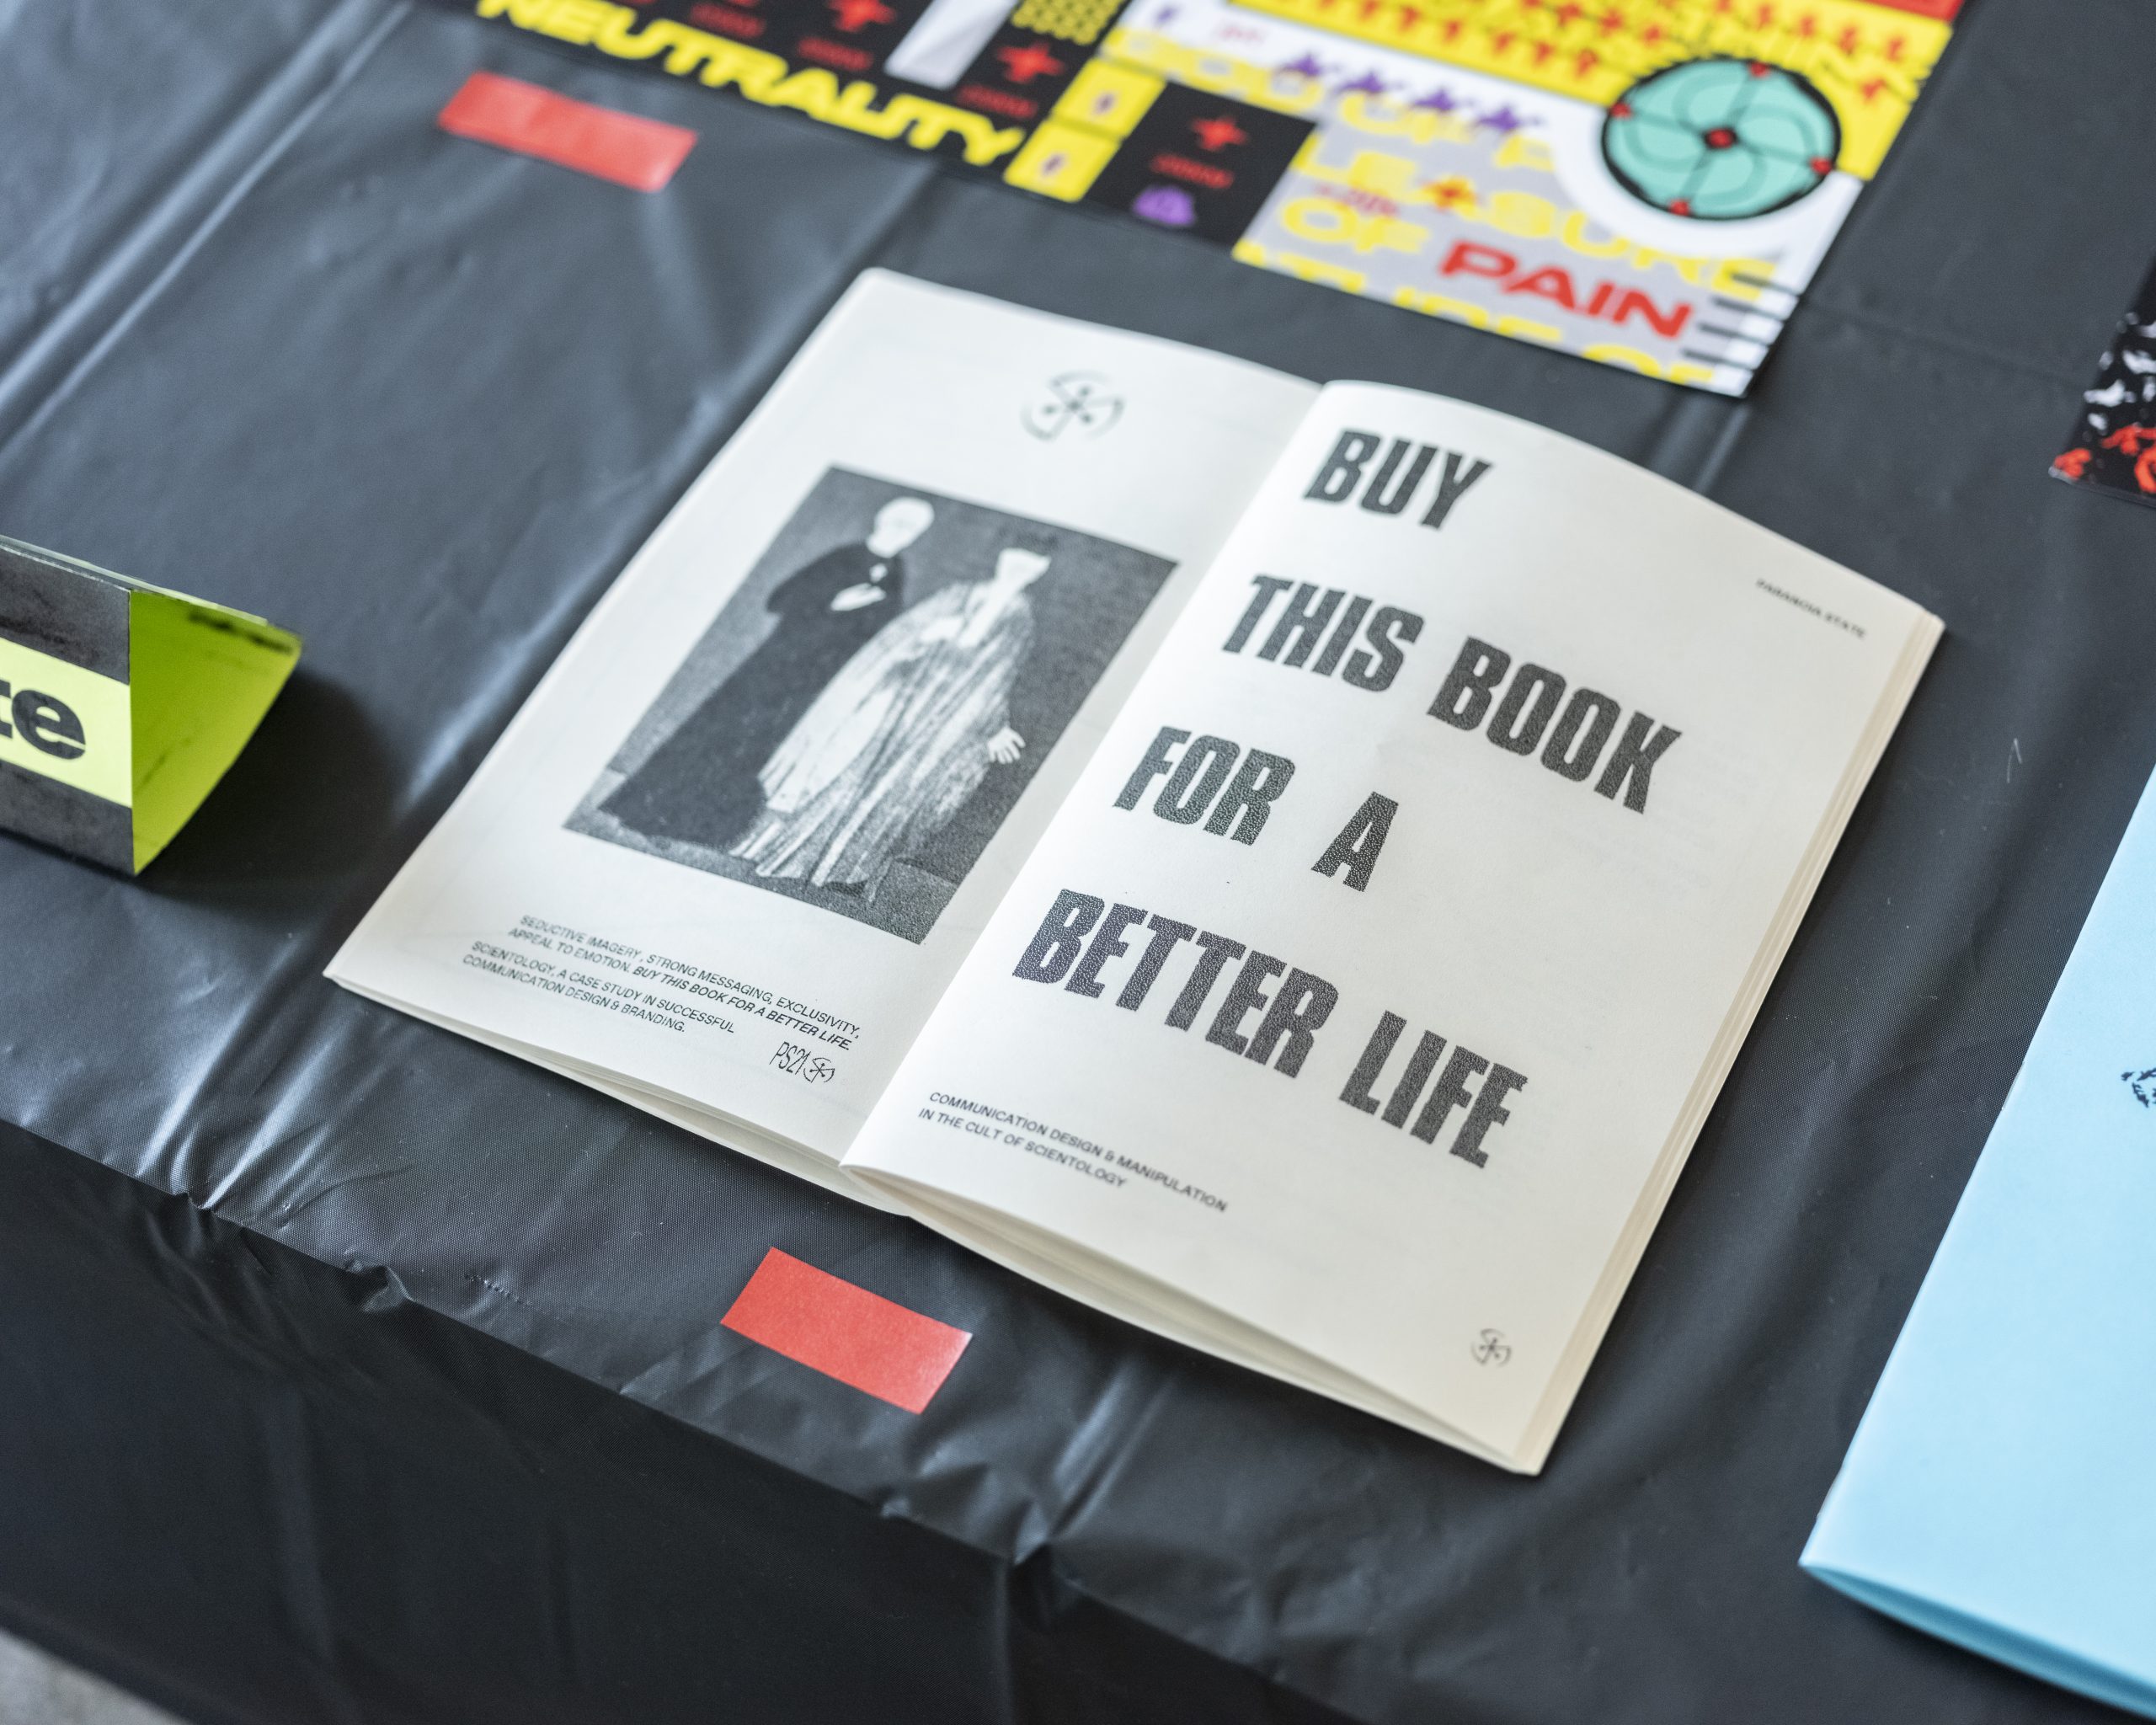 NEUTRALITY
LEASURE
OF PAIN
te
SEDUCTIVE IMAGERY, STRONG MESSAGING, EXCLUSIVITY,
APPEAL TO EMOTION. BUY THIS BOOK FOR A BETTER LIFE.
SCIENTOLOGY, A CASE STUDY IN SUCCESSFUL
COMMUNICATION DESIGN & BRANDING.
PS21
BUY
PARANOIA STATE
THIS BOOK
FOR A
BETTER LIFE
COMMUNICATION DESIGN & MANIPULATION
IN THE CULT OF SCIENTOLOGY